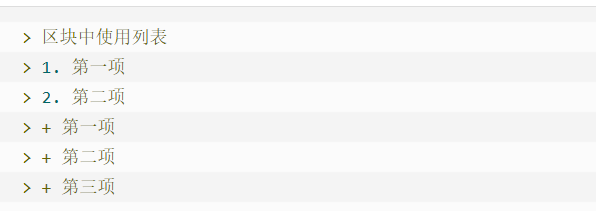 > 区块中使用列表
> 1. 第一项
> 2. 第二项
> + 第一项
> + 第二项
> + 第三项